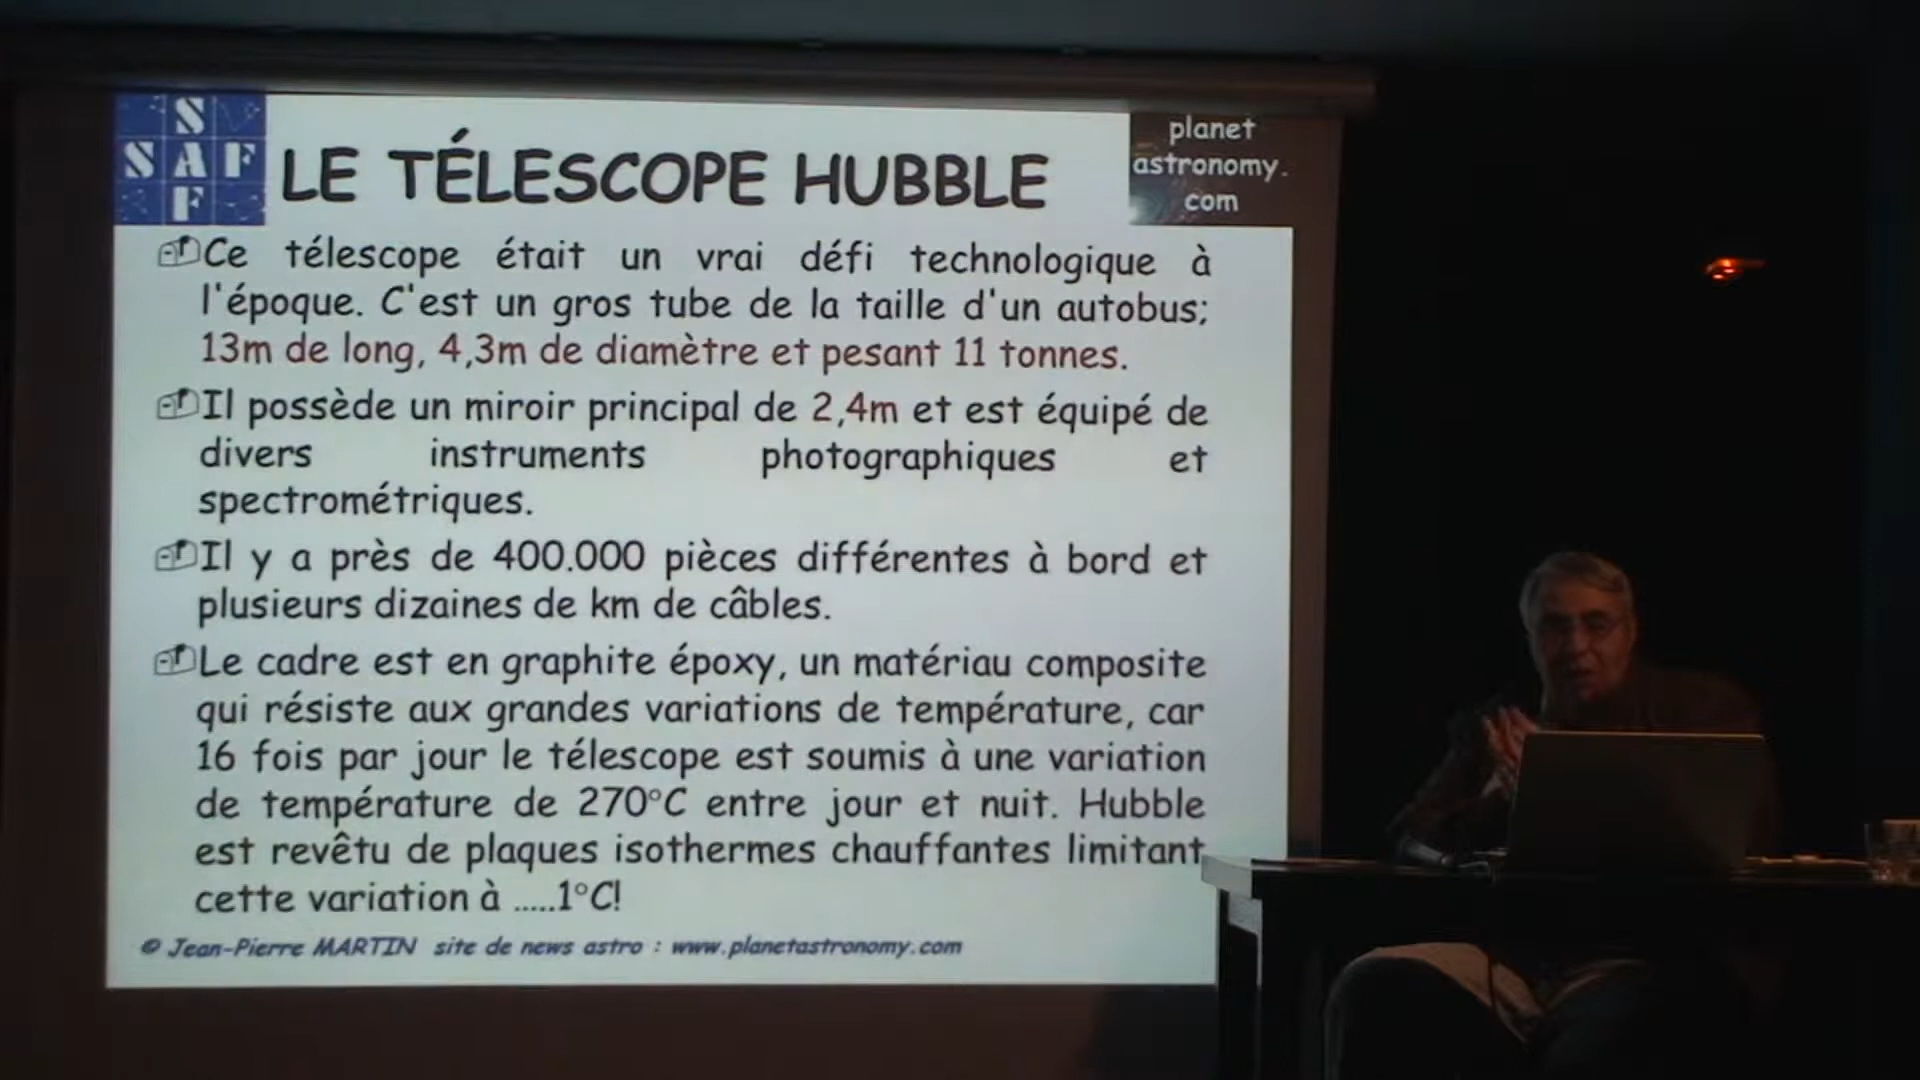 S
SAF
F
LE TÉLESCOPE HUBBLE
planet
astronomy.
com
Ce télescope était un vrai défi technologique à
l'époque. C'est un gros tube de la taille d'un autobus;
13m de long, 4,3m de diamètre et pesant 11 tonnes.
Il possède un miroir principal de 2,4m et est équipé de
divers instruments photographiques et
spectrométriques.
Il y a près de 400.000 pièces différentes à bord et
plusieurs dizaines de km de câbles.
Le cadre est en graphite époxy, un matériau composite
qui résiste aux grandes variations de température, car
16 fois par jour le télescope est soumis à une variation
de température de 270°C entre jour et nuit. Hubble
est revêtu de plaques isothermes chauffantes limitant
cette variation à .....1°C!
© Jean-Pierre MARTIN site de news astro : www.planetastronomy.com